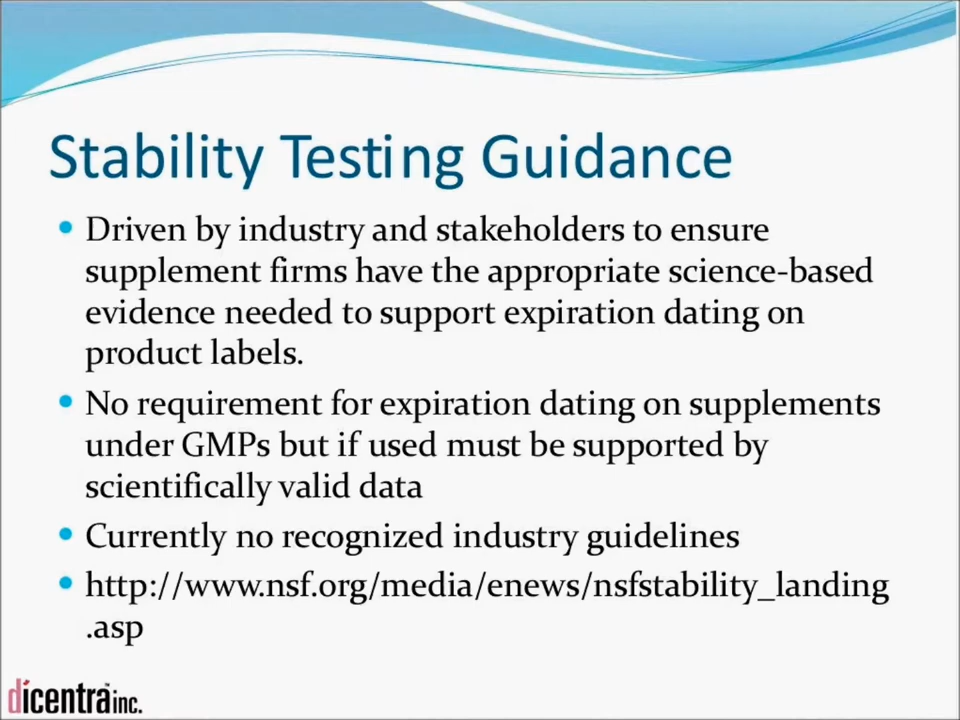 Stability Testing Guidance
• Driven by industry and stakeholders to ensure
supplement firms have the appropriate science-based
evidence needed to support expiration dating on
product labels.
• No requirement for expiration dating on supplements
under GMPs but if used must be supported by
scientifically valid data
• Currently no recognized industry guidelines
• http://www.nsf.org/media/enews/nsfstability_landing
.asp
dicentra™ inc.